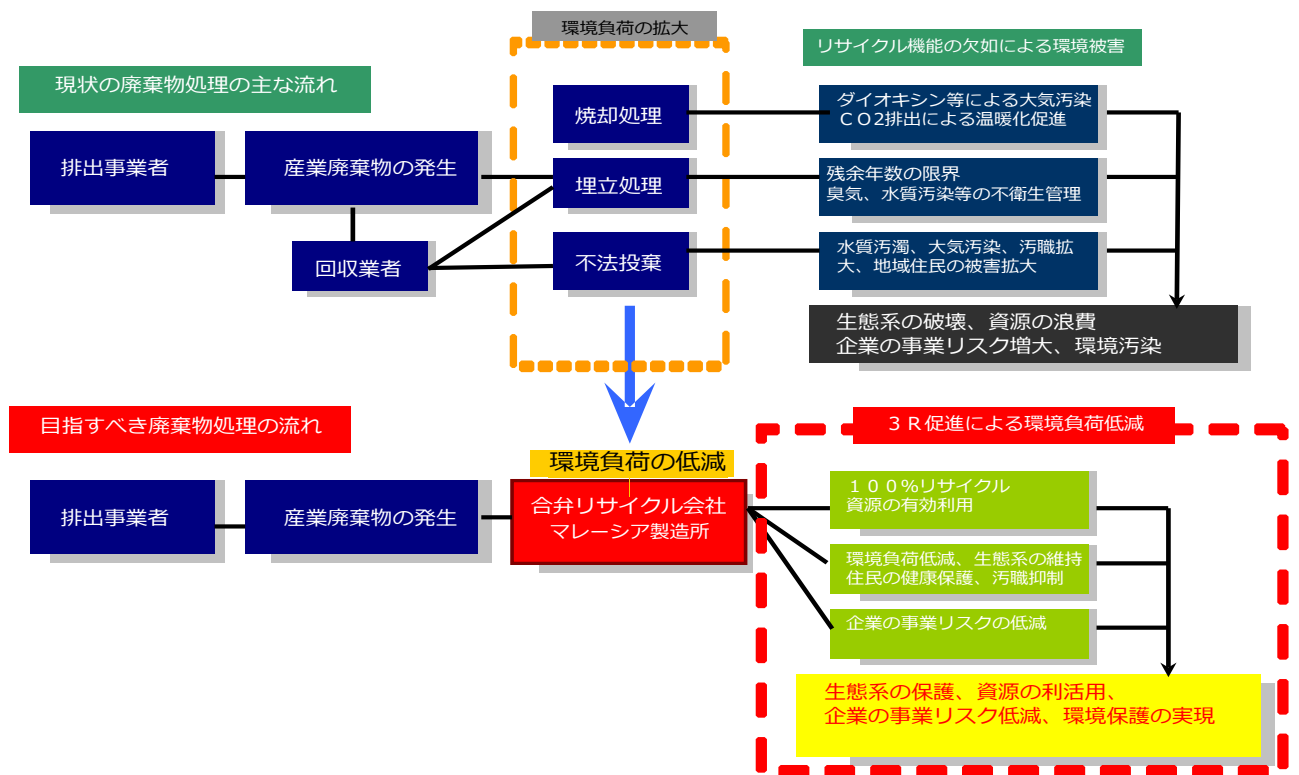 環境負荷の拡大
リサイクル機能の欠如による環境被害
現状の廃棄物処理の主な流れ
焼却処理
ダイオキシン等による大気汚染
ＣＯ2排出による温暖化促進
排出事業者
産業廃棄物の発生
埋立処理
残余年数の限界
臭気、水質汚染等の不衛生管理
回収業者
不法投棄
水質汚濁、大気汚染、汚職拡
大、地域住民の被害拡大
生態系の破壊、資源の浪費
企業の事業リスク増大、環境汚染
目指すべき廃棄物処理の流れ
３Ｒ促進による環境負荷低減
環境負荷の低減
排出事業者
産業廃棄物の発生
合弁リサイクル会社
マレーシア製造所
１００％リサイクル
資源の有効利用
環境負荷低減、生態系の維持
住民の健康保護、汚職抑制
企業の事業リスクの低減
生態系の保護、資源の利活用、
企業の事業リスク低減、環境保護の実現